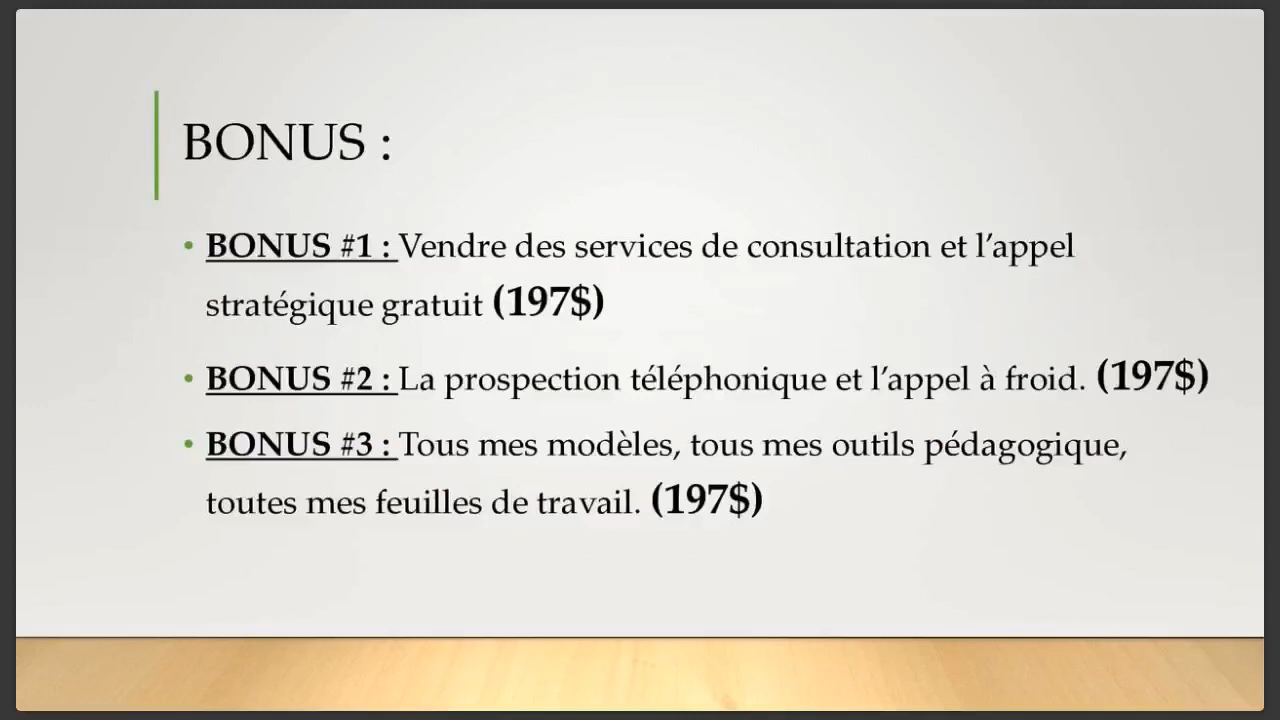 BONUS :
• BONUS #1 : Vendre des services de consultation et l’appel
stratégique gratuit (197$)
• BONUS #2 : La prospection téléphonique et l’appel à froid. (197$)
• BONUS #3 : Tous mes modèles, tous mes outils pédagogique,
toutes mes feuilles de travail. (197$)